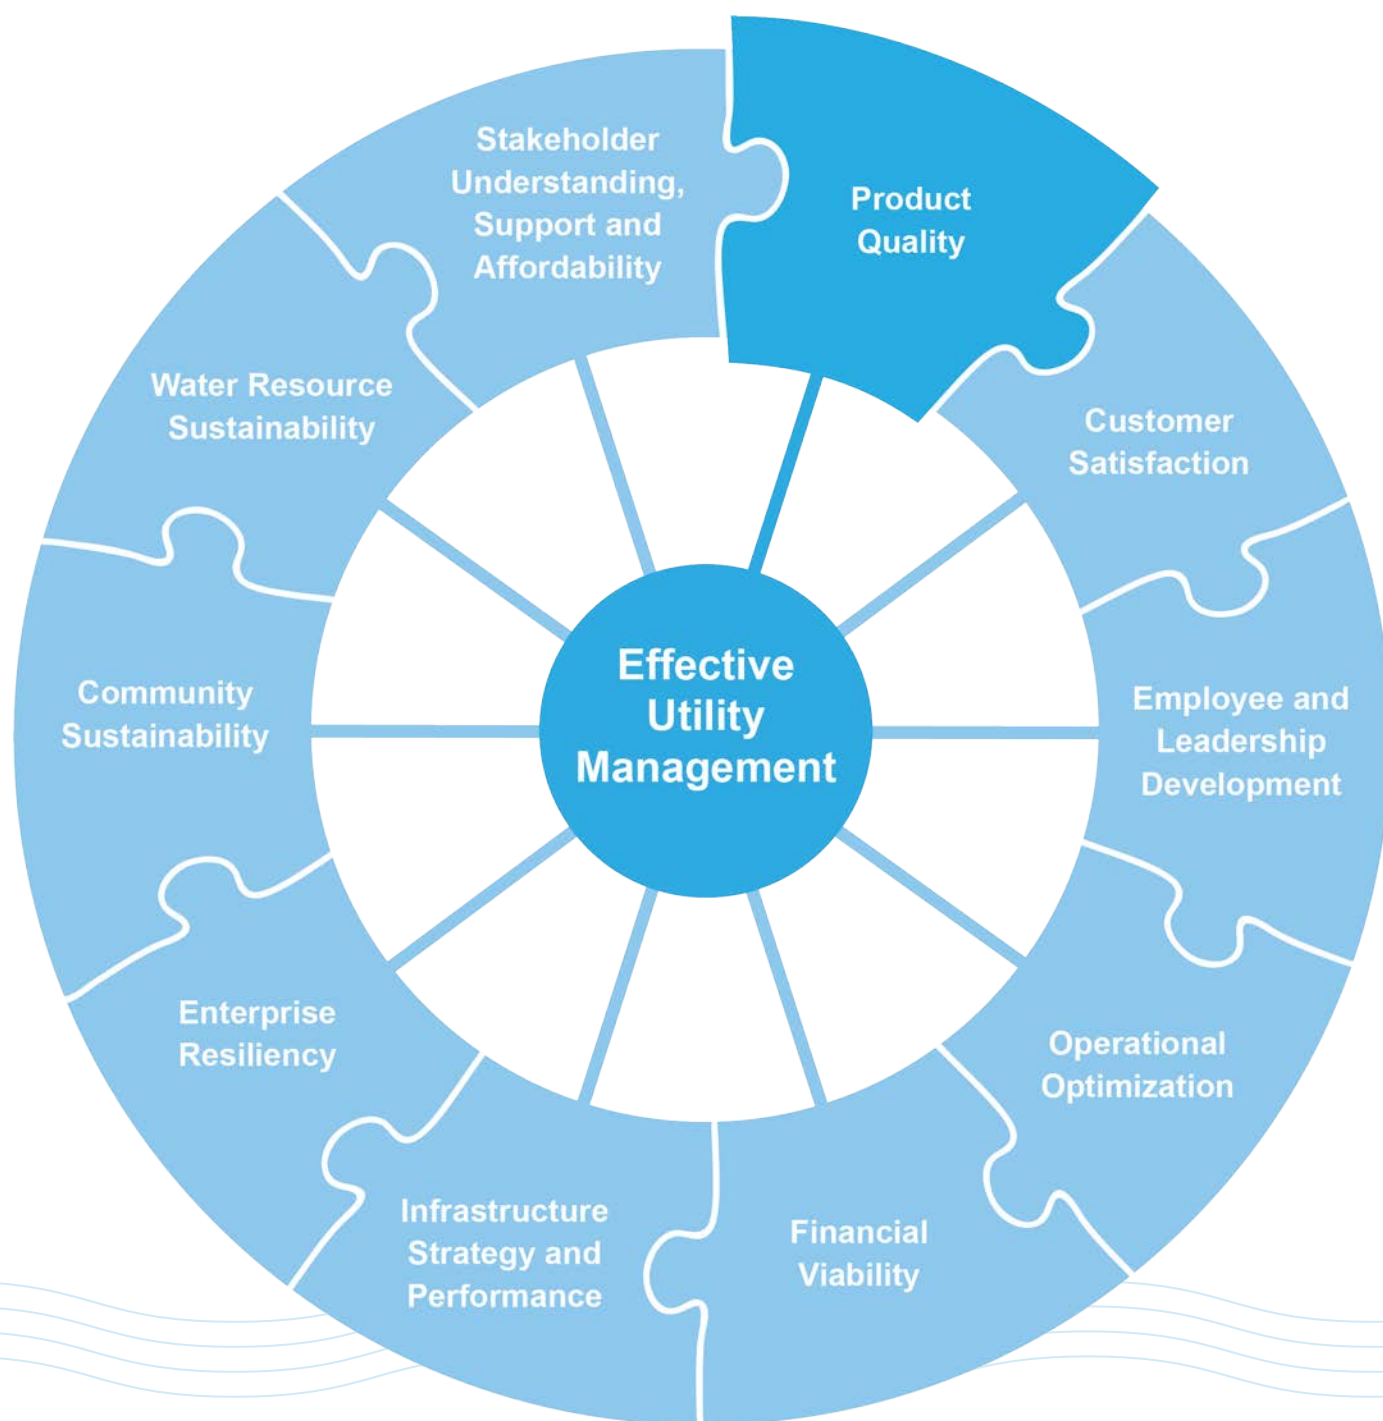 Stakeholder
Understanding,
Support and
Affordability
Product
Quality
Customer
Satisfaction
Employee and
Leadership
Development
Operational
Optimization
Financial
Viability
Infrastructure
Strategy and
Performance
Enterprise
Resiliency
Community
Sustainability
Water Resource
Sustainability
Effective
Utility
Management